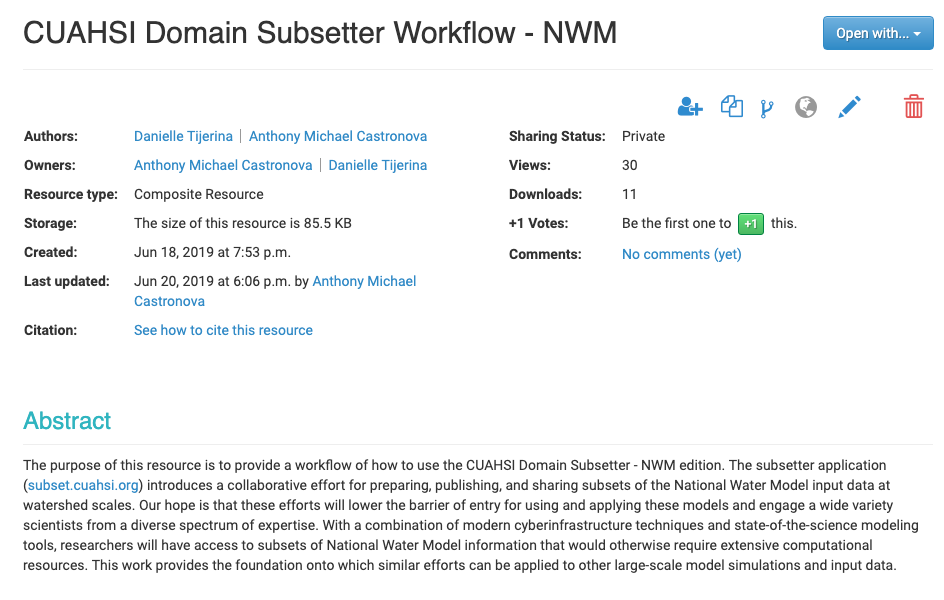 CUAHSI Domain Subsetter Workflow - NWM
Open with...
Authors: Danielle Tijerina | Anthony Michael Castronova
Owners: Anthony Michael Castronova | Danielle Tijerina
Resource type: Composite Resource
Storage: The size of this resource is 85.5 KB
Created: Jun 18, 2019 at 7:53 p.m.
Last updated: Jun 20, 2019 at 6:06 p.m. by Anthony Michael
Castronova
Citation: See how to cite this resource
Sharing Status: Private
Views: 30
Downloads: 11
+1 Votes: Be the first one to +1 this.
Comments: No comments (yet)
Abstract
The purpose of this resource is to provide a workflow of how to use the CUAHSI Domain Subsetter - NWM edition. The subsetter application
(subset.cuahsi.org) introduces a collaborative effort for preparing, publishing, and sharing subsets of the National Water Model input data at
watershed scales. Our hope is that these efforts will lower the barrier of entry for using and applying these models and engage a wide variety
scientists from a diverse spectrum of expertise. With a combination of modern cyberinfrastructure techniques and state-of-the-science modeling
tools, researchers will have access to subsets of National Water Model information that would otherwise require extensive computational
resources. This work provides the foundation onto which similar efforts can be applied to other large-scale model simulations and input data.